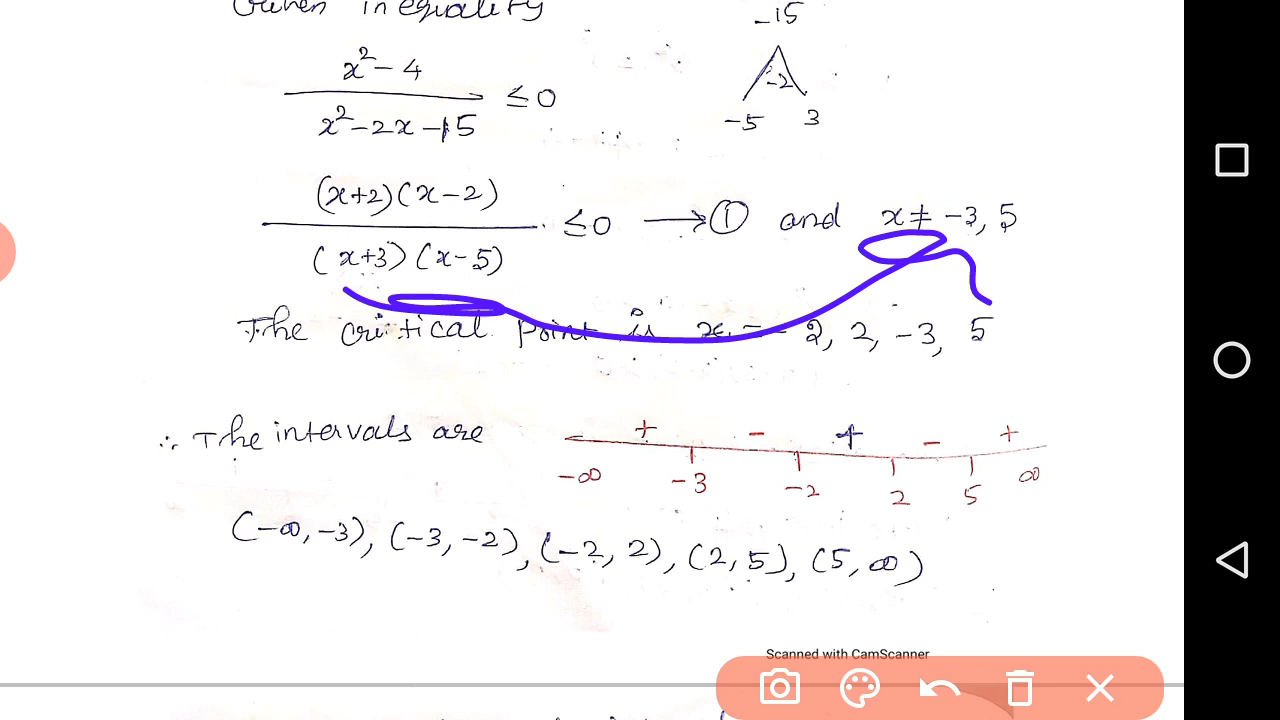 Given inequality
-15
x² - 4 / x² - 2x - 15 ≤ 0
-2
-5 3
(x+2)(x-2) / (x+3)(x-5) ≤ 0 → ① and x ≠ -3, 5
The critical point is x = -2, 2, -3, 5
∴ The intervals are
+ - + - +
-∞ -3 -2 2 5 ∞
(-∞, -3), (-3, -2), (-2, 2), (2, 5), (5, ∞)
Scanned with CamScanner